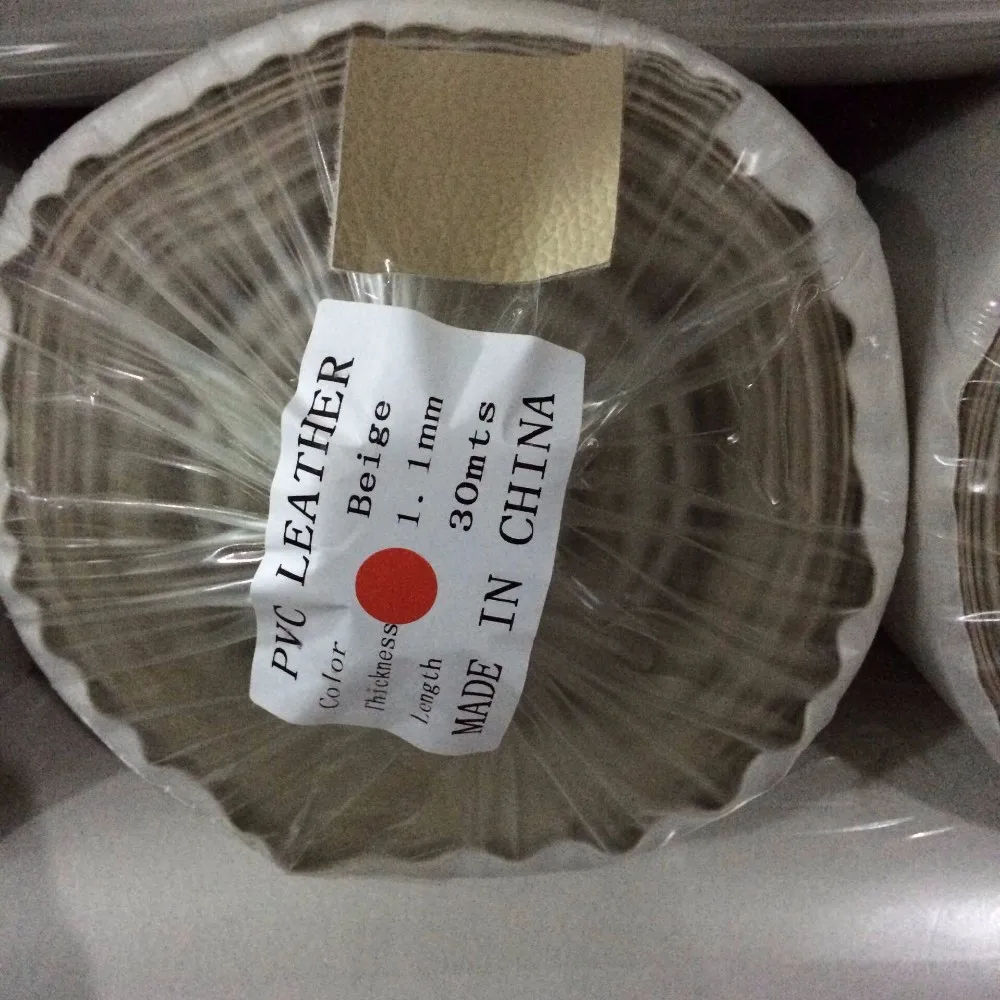 PVC LEATHER
Color Beige
Thickness 1.1mm
Length 30mts
MADE IN CHINA